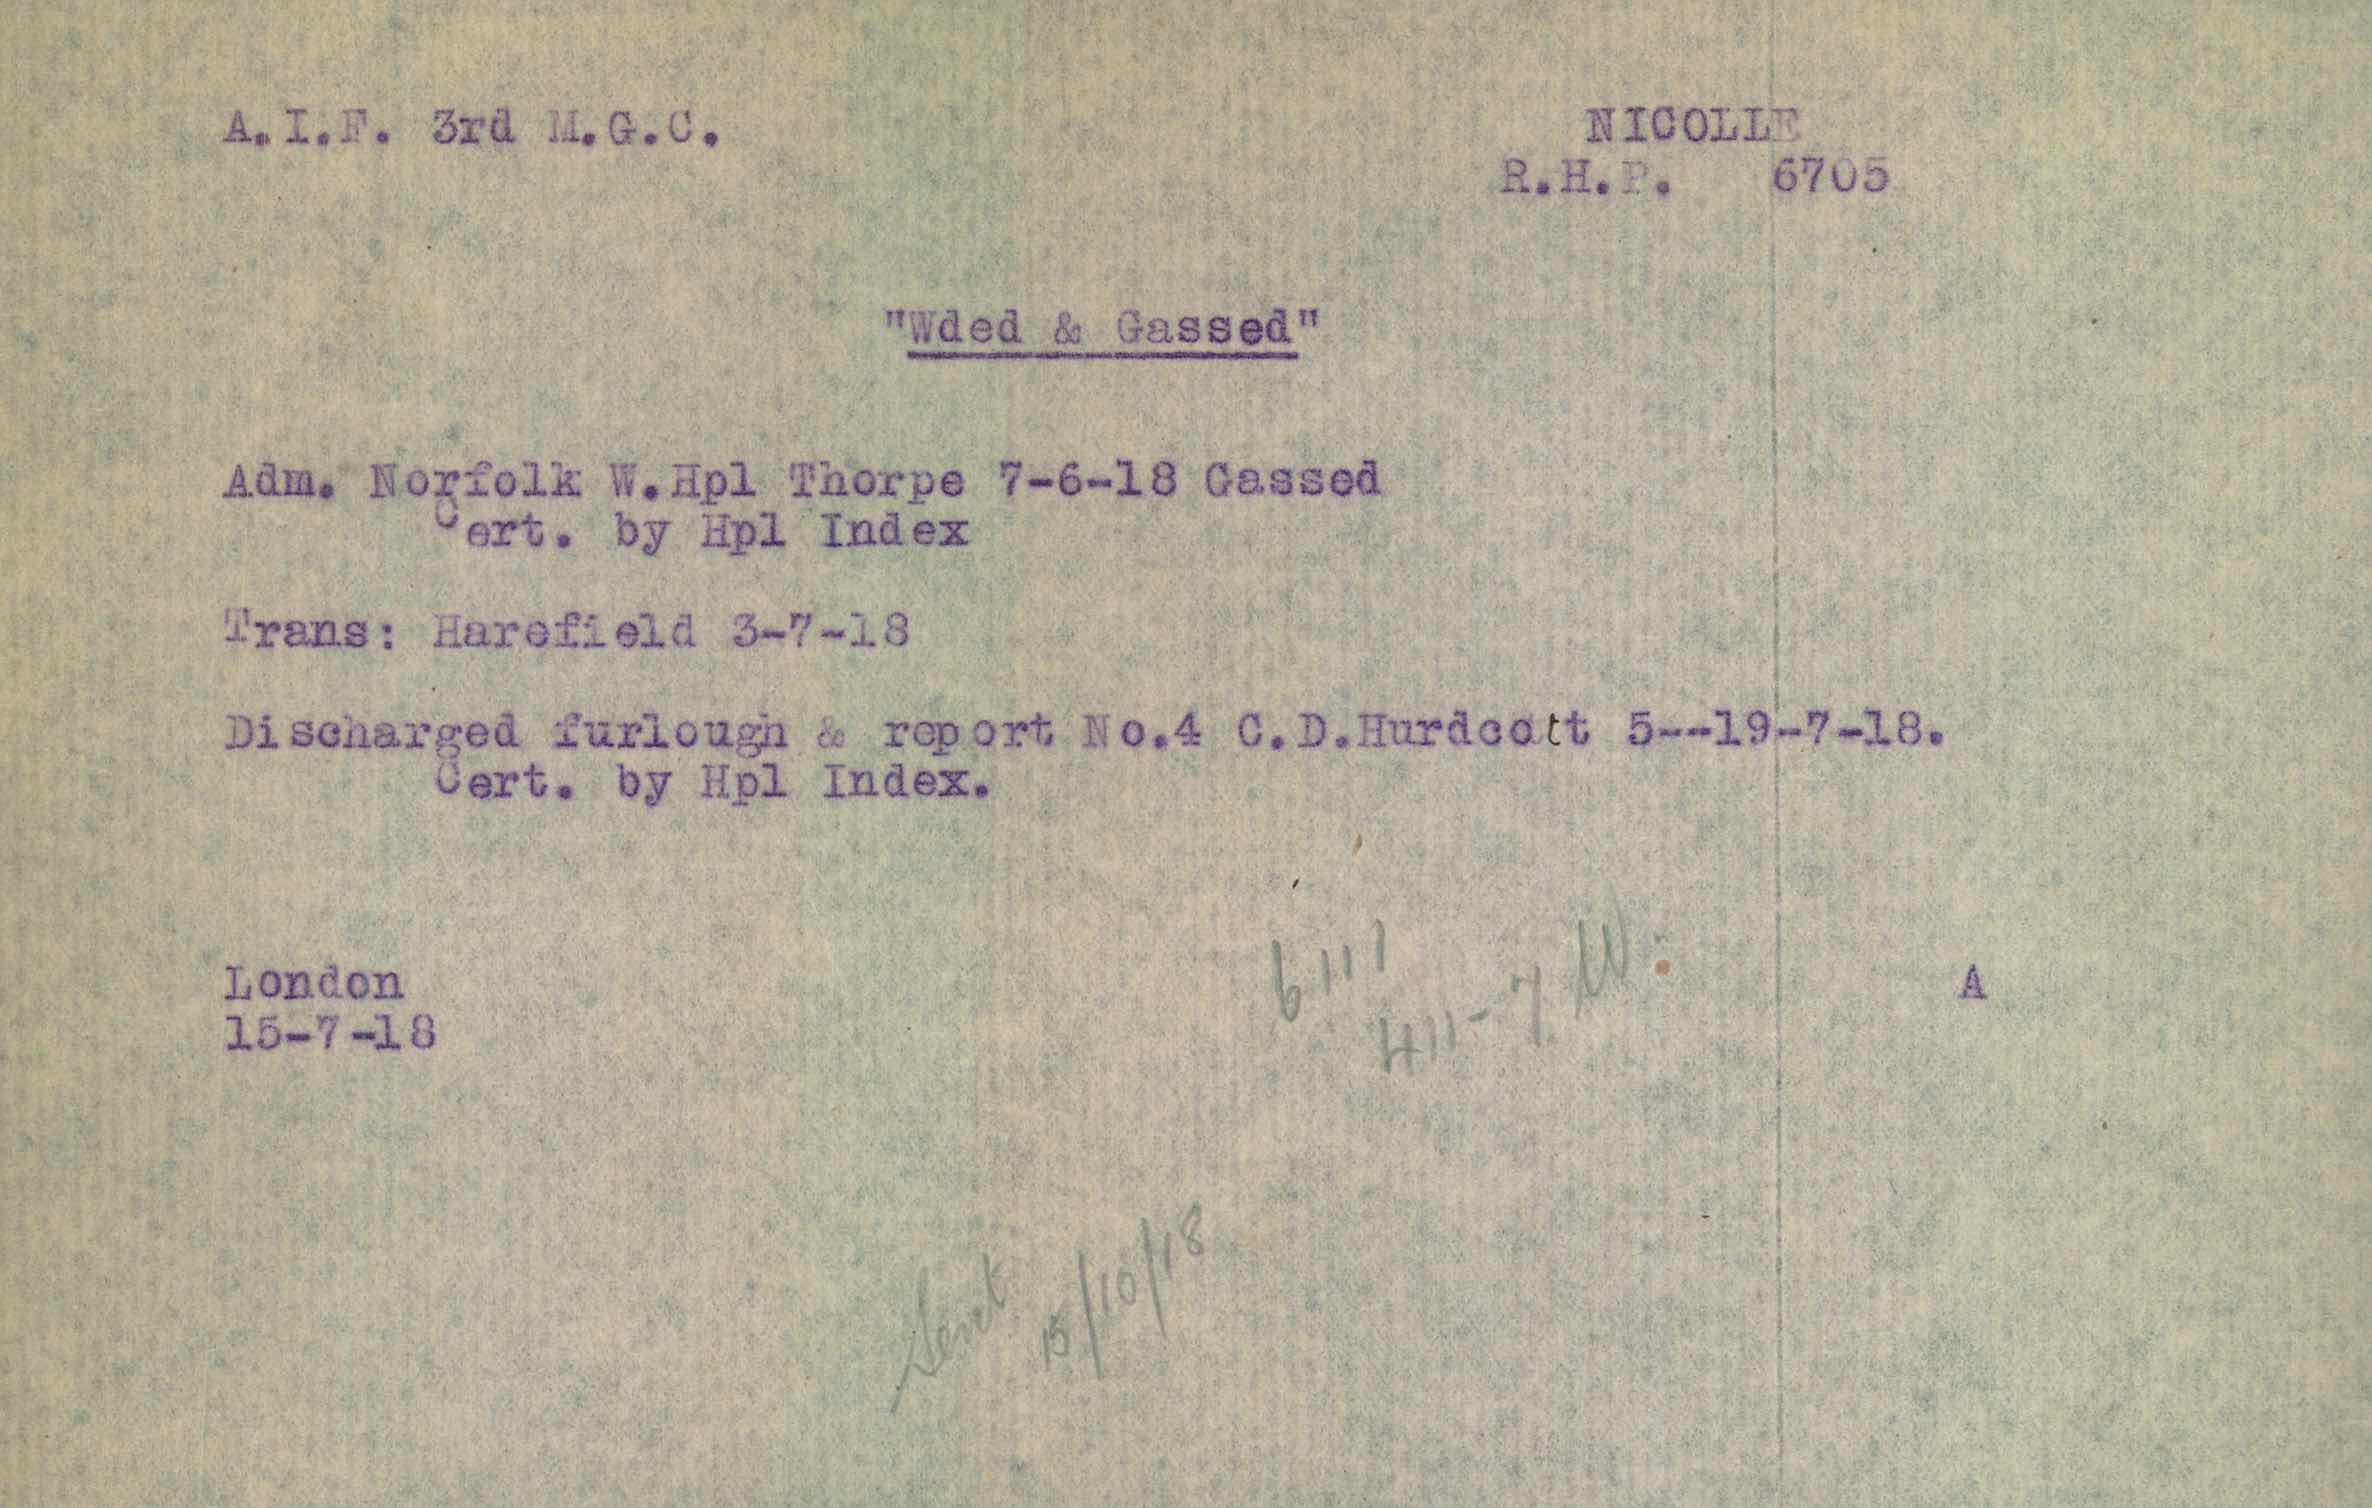 A.I.F. 3rd M.G.C.
NICOLLE
R.H.P. 6705
"Wded & Gassed"
Adm. Norfolk W.Hpl Thorpe 7-6-18 Gassed
Cert. by Hpl Index
Trans: Harefield 3-7-18
Discharged furlough & report No.4 C.D.Hurdcott 5--19-7-18.
Cert. by Hpl Index.
London
A
15-7-18
Sent 15/10/18